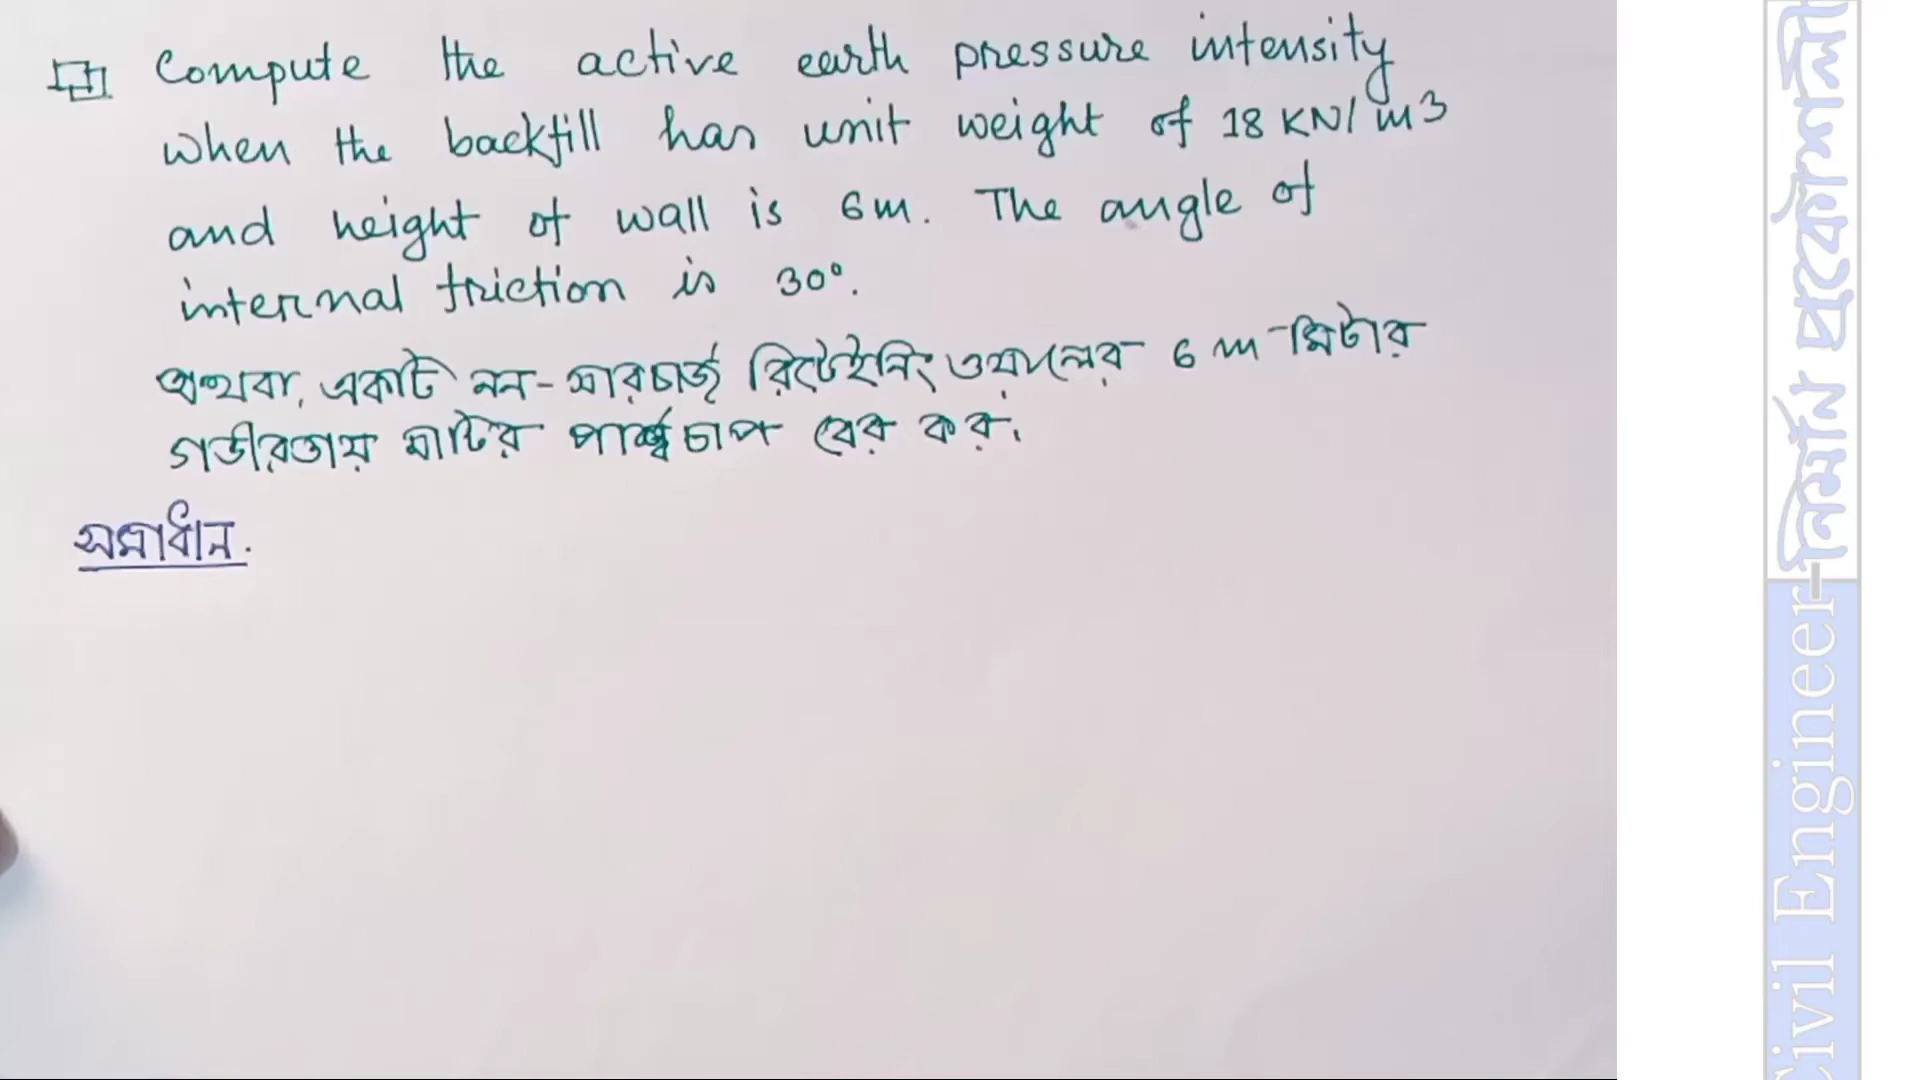 Compute the active earth pressure intensity
when the backfill has unit weight of 18 KN/m3
and height of wall is 6m. The angle of
internal friction is 30°.
অথবা, একটি নন-সারচার্জ রিটেইনিং ওয়ালের 6 m-মিটার
গভীরতায় মাটির পার্শ্বচাপ বের কর।
সমাধান.
Civil Engineer-নির্মান প্রকৌশলী